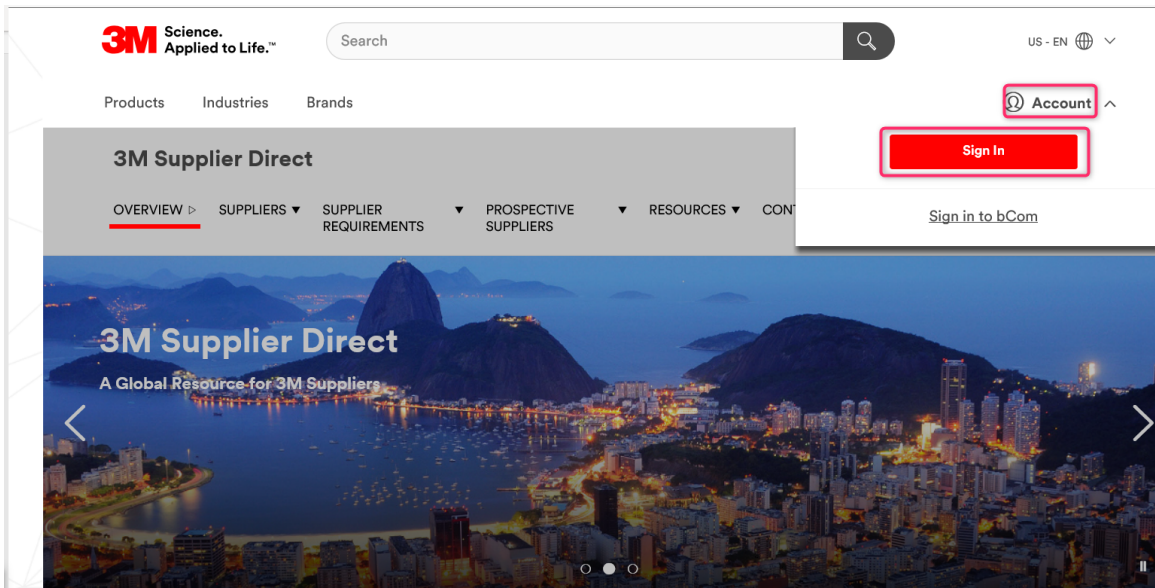 3M Science.
Applied to Life.™
Search
US - EN
Products Industries Brands
Account
Sign In
Sign in to bCom
3M Supplier Direct
OVERVIEW SUPPLIERS SUPPLIER REQUIREMENTS PROSPECTIVE SUPPLIERS RESOURCES CON
3M Supplier Direct
A Global Resource for 3M Suppliers